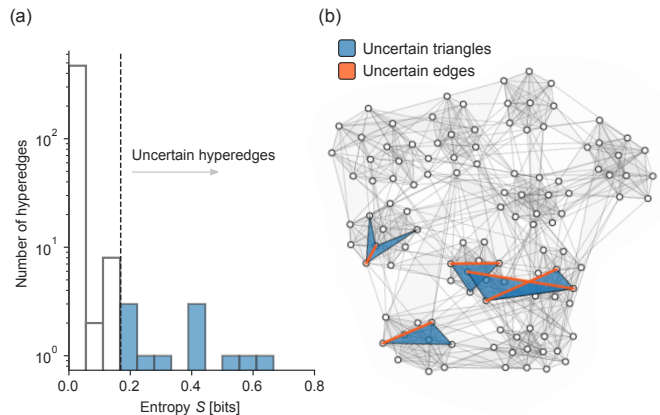 (a)
(b)
Uncertain triangles
Uncertain edges
Number of hyperedges
10²
10¹
10⁰
Uncertain hyperedges
0.0 0.2 0.4 0.6 0.8
Entropy S [bits]